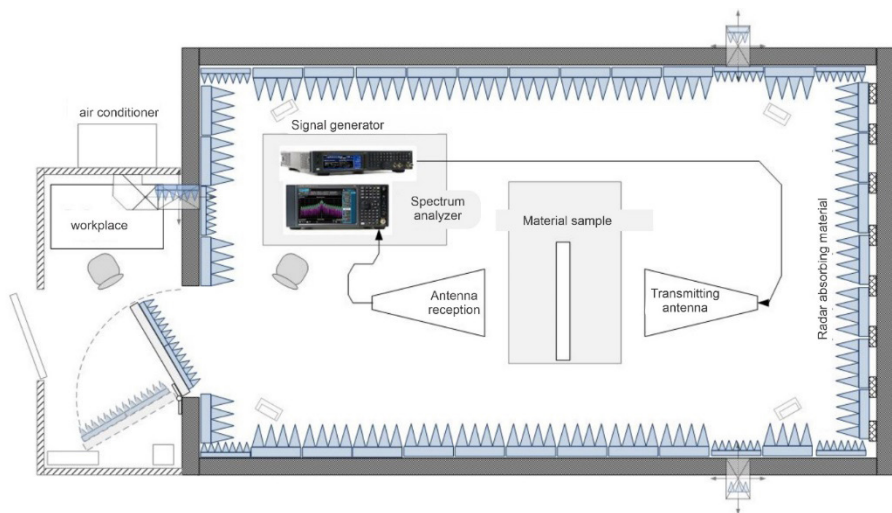 air conditioner
workplace
Signal generator
Spectrum
analyzer
Material sample
Antenna
reception
Transmitting
antenna
Radar absorbing material